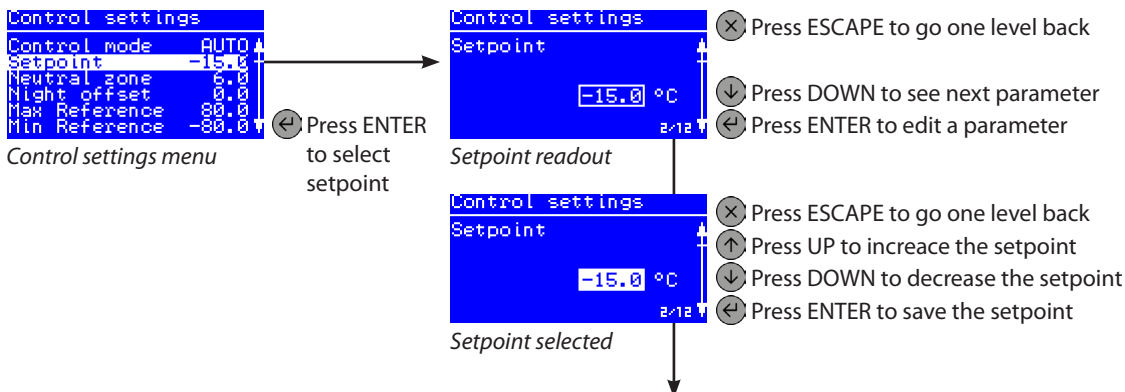 Control settings
Control mode AUTO
Setpoint -15.0
Neutral zone 6.0
Night offset 0.0
Max Reference 80.0
Min Reference -80.0
Control settings menu
Press ENTER
to select
setpoint
Control settings
Setpoint
-15.0 °C
2/12
Setpoint readout
Press ESCAPE to go one level back
Press DOWN to see next parameter
Press ENTER to edit a parameter
Control settings
Setpoint
-15.0 °C
2/12
Setpoint selected
Press ESCAPE to go one level back
Press UP to increace the setpoint
Press DOWN to decrease the setpoint
Press ENTER to save the setpoint